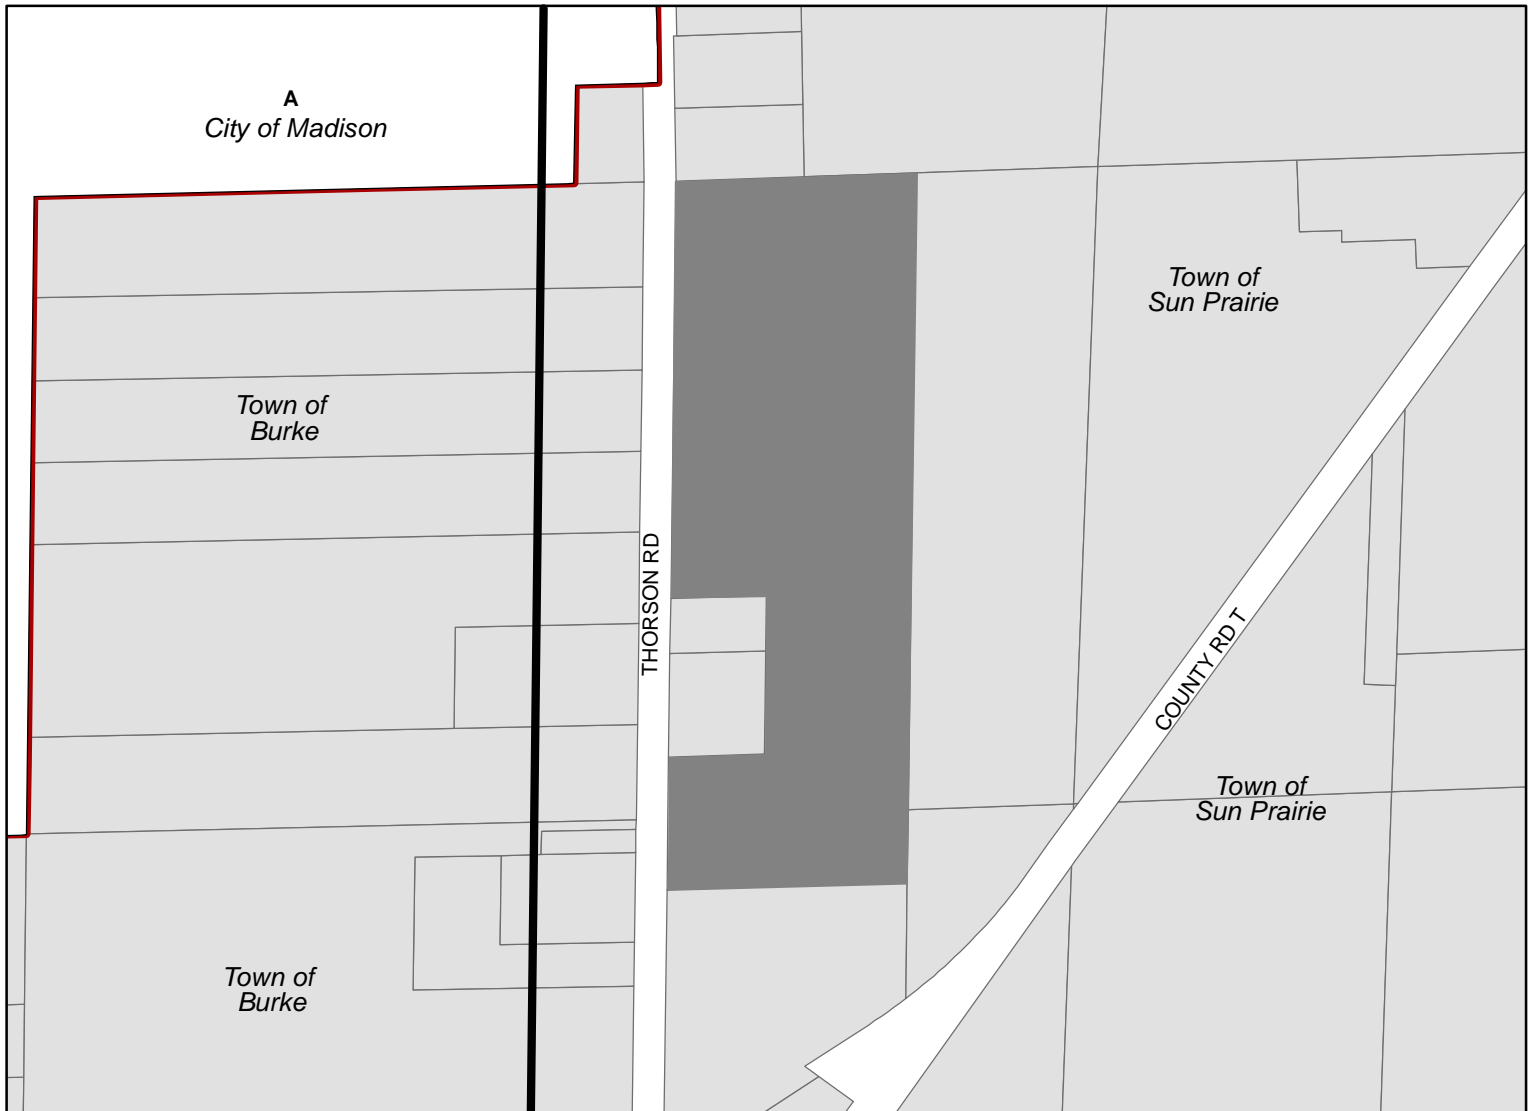 A
City of Madison
Town of
Sun Prairie
Town of
Burke
THORSON RD
COUNTY RD T
Town of
Sun Prairie
Town of
Burke